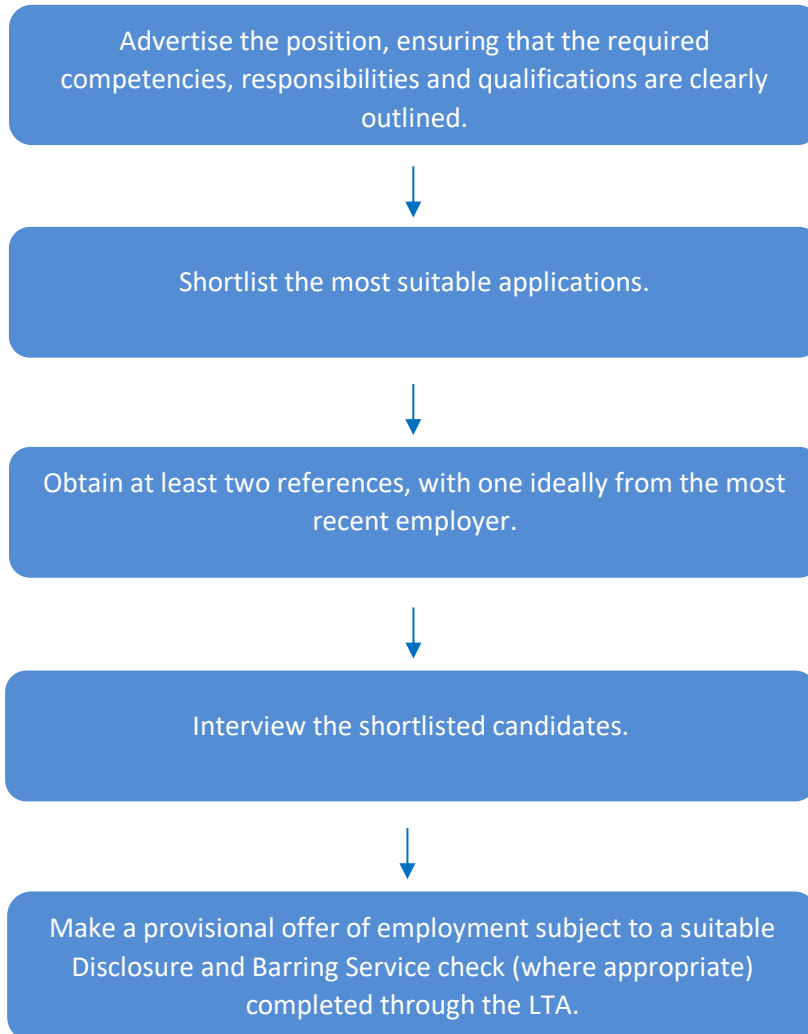 Advertise the position, ensuring that the required
competencies, responsibilities and qualifications are clearly
outlined.
Shortlist the most suitable applications.
Obtain at least two references, with one ideally from the most
recent employer.
Interview the shortlisted candidates.
Make a provisional offer of employment subject to a suitable
Disclosure and Barring Service check (where appropriate)
completed through the LTA.